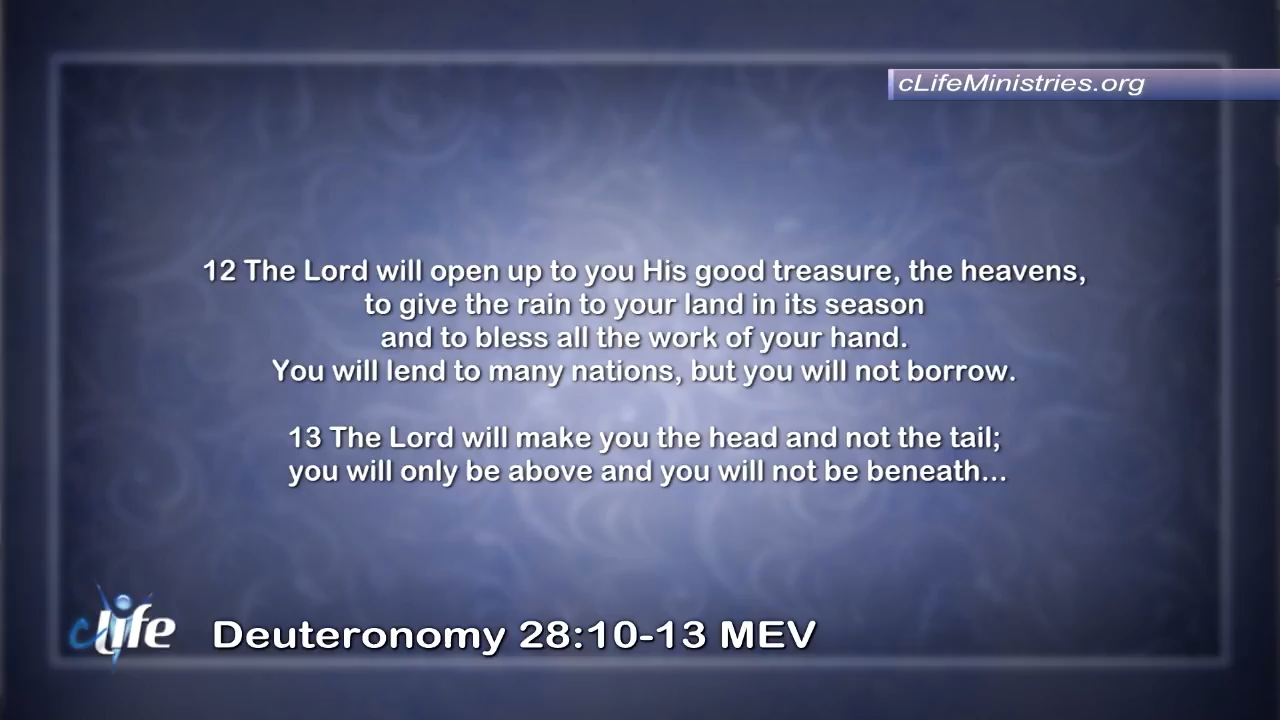 cLifeMinistries.org
12 The Lord will open up to you His good treasure, the heavens,
to give the rain to your land in its season
and to bless all the work of your hand.
You will lend to many nations, but you will not borrow.
13 The Lord will make you the head and not the tail;
you will only be above and you will not be beneath...
cLife
Deuteronomy 28:10-13 MEV